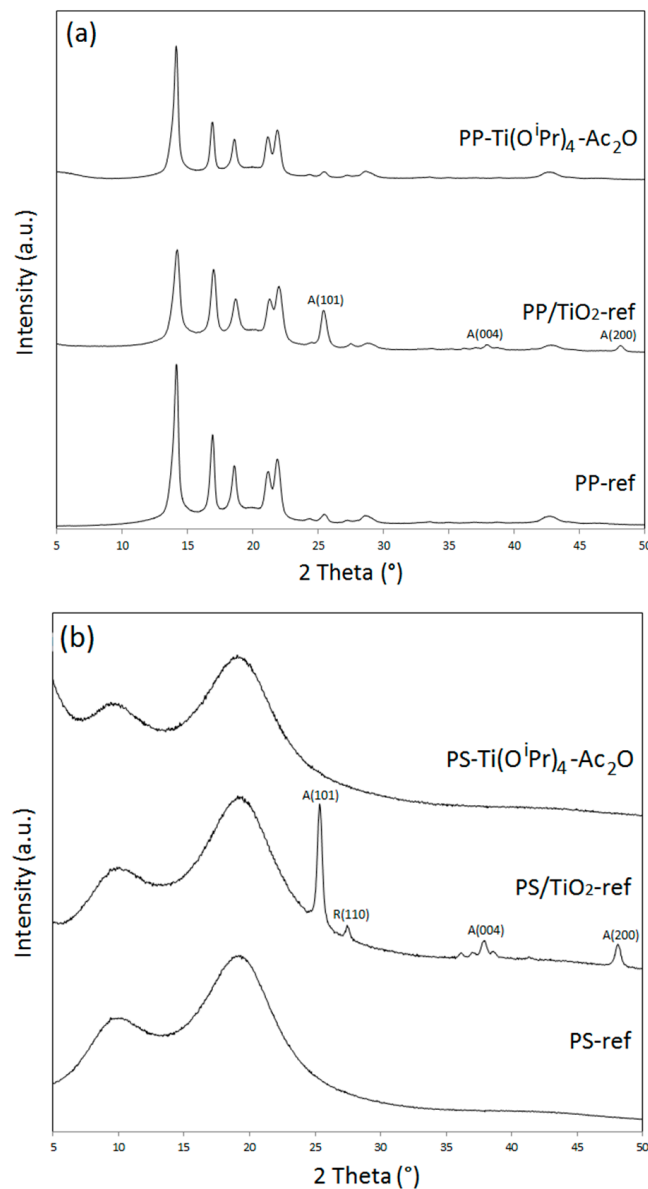 (a)
PP-Ti(OⁱPr)₄-Ac₂O
A(101)
PP/TiO₂-ref
A(004)
A(200)
PP-ref
Intensity (a.u.)
5 10 15 20 25 30 35 40 45 50
2 Theta (°)
(b)
PS-Ti(OⁱPr)₄-Ac₂O
A(101)
PS/TiO₂-ref
R(110)
A(004)
A(200)
PS-ref
Intensity (a.u.)
5 10 15 20 25 30 35 40 45 50
2 Theta (°)